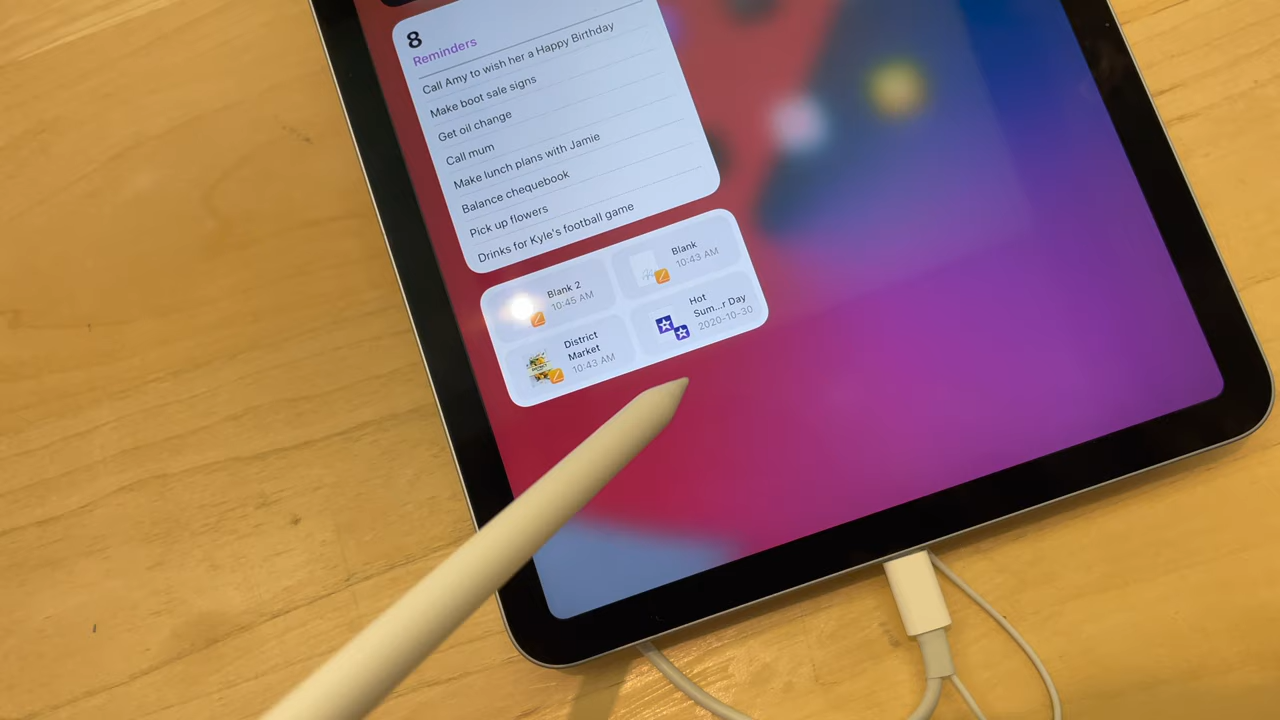 8
Reminders
Call Amy to wish her a Happy Birthday
Make boot sale signs
Get oil change
Call mum
Make lunch plans with Jamie
Balance chequebook
Pick up flowers
Drinks for Kyle's football game
Blank 2
10:45 AM
Blank
10:43 AM
District
Market
10:43 AM
Hot
Sum...r Day
2020-10-30